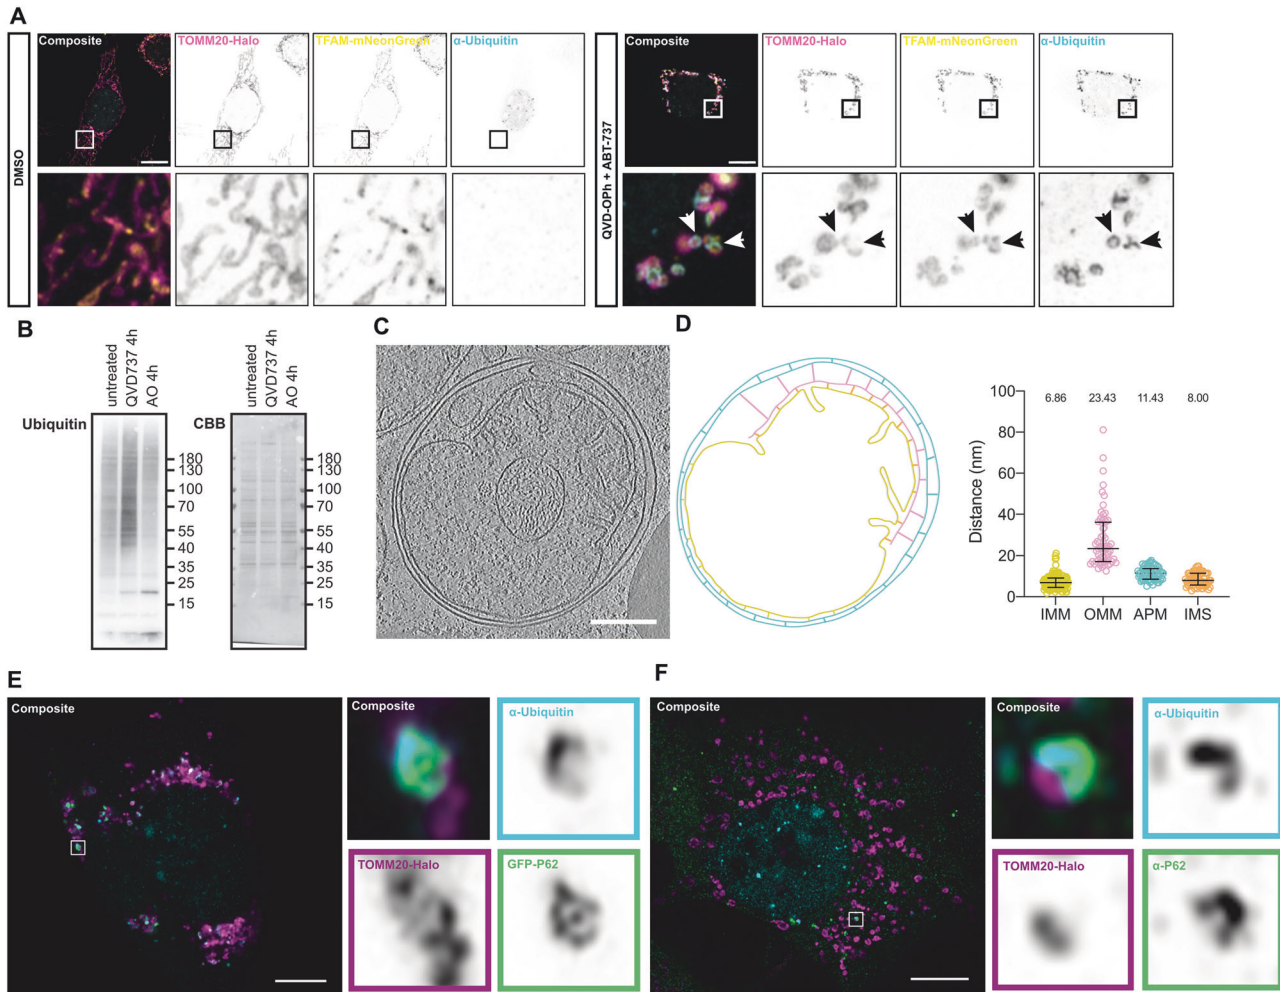 A
DMSO
Composite
TOMM20-Halo
TFAM-mNeonGreen
α-Ubiquitin
QVD-OPh + ABT-737
Composite
TOMM20-Halo
TFAM-mNeonGreen
α-Ubiquitin
B
untreated
QVD737 4h
AO 4h
Ubiquitin
180
130
100
70
55
40
35
25
15
untreated
QVD737 4h
AO 4h
CBB
180
130
100
70
55
40
35
25
15
C
D
6.86 23.43 11.43 8.00
Distance (nm)
100
80
60
40
20
0
IMM OMM APM IMS
E
Composite
Composite
α-Ubiquitin
TOMM20-Halo
GFP-P62
F
Composite
Composite
α-Ubiquitin
TOMM20-Halo
α-P62